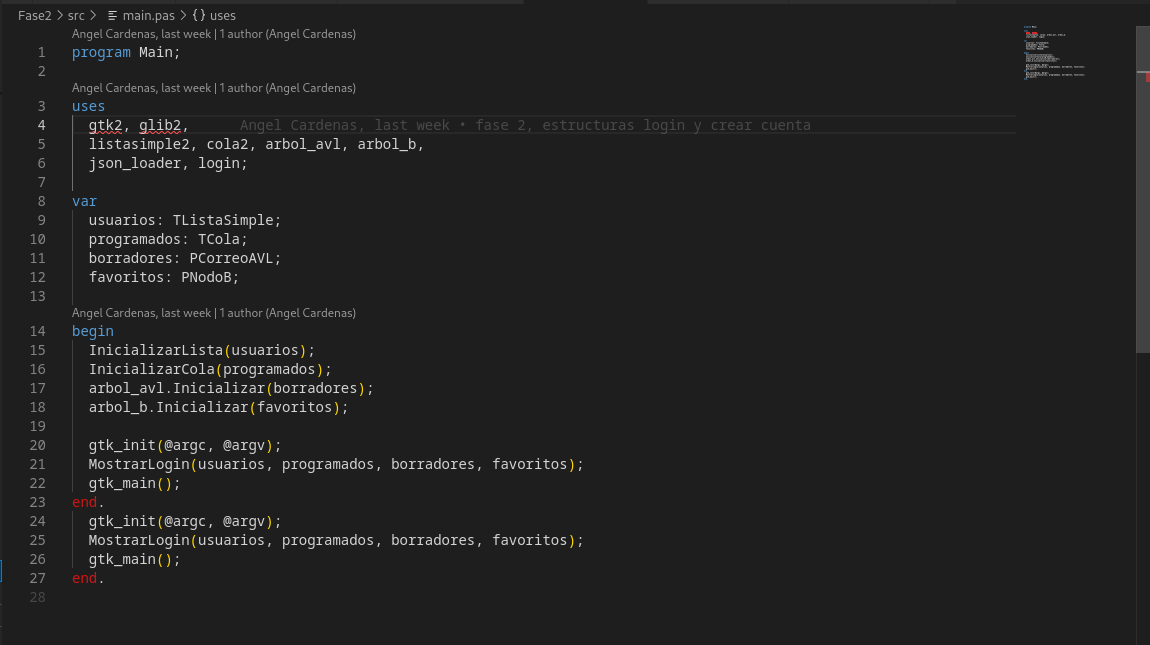 Fase2 > src > main.pas > {} uses
Angel Cardenas, last week | 1 author (Angel Cardenas)
1 program Main;
2
Angel Cardenas, last week | 1 author (Angel Cardenas)
3 uses
4 gtk2, glib2, Angel Cardenas, last week • fase 2, estructuras login y crear cuenta
5 listasimple2, cola2, arbol_avl, arbol_b,
6 json_loader, login;
7
8 var
9 usuarios: TListaSimple;
10 programados: TCola;
11 borradores: PCorreoAVL;
12 favoritos: PNodoB;
13
Angel Cardenas, last week | 1 author (Angel Cardenas)
14 begin
15 InicializarLista(usuarios);
16 InicializarCola(programados);
17 arbol_avl.Inicializar(borradores);
18 arbol_b.Inicializar(favoritos);
19
20 gtk_init(@argc, @argv);
21 MostrarLogin(usuarios, programados, borradores, favoritos);
22 gtk_main();
23 end.
24 gtk_init(@argc, @argv);
25 MostrarLogin(usuarios, programados, borradores, favoritos);
26 gtk_main();
27 end.
28